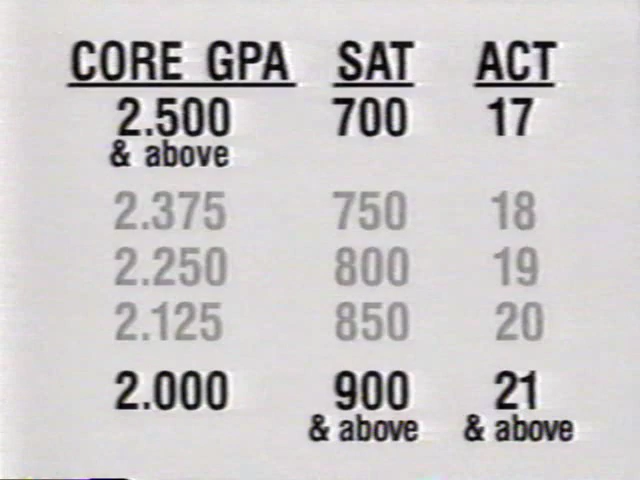 CORE GPA SAT ACT
2.500 700 17
& above
2.375 750 18
2.250 800 19
2.125 850 20
2.000 900 21
& above & above